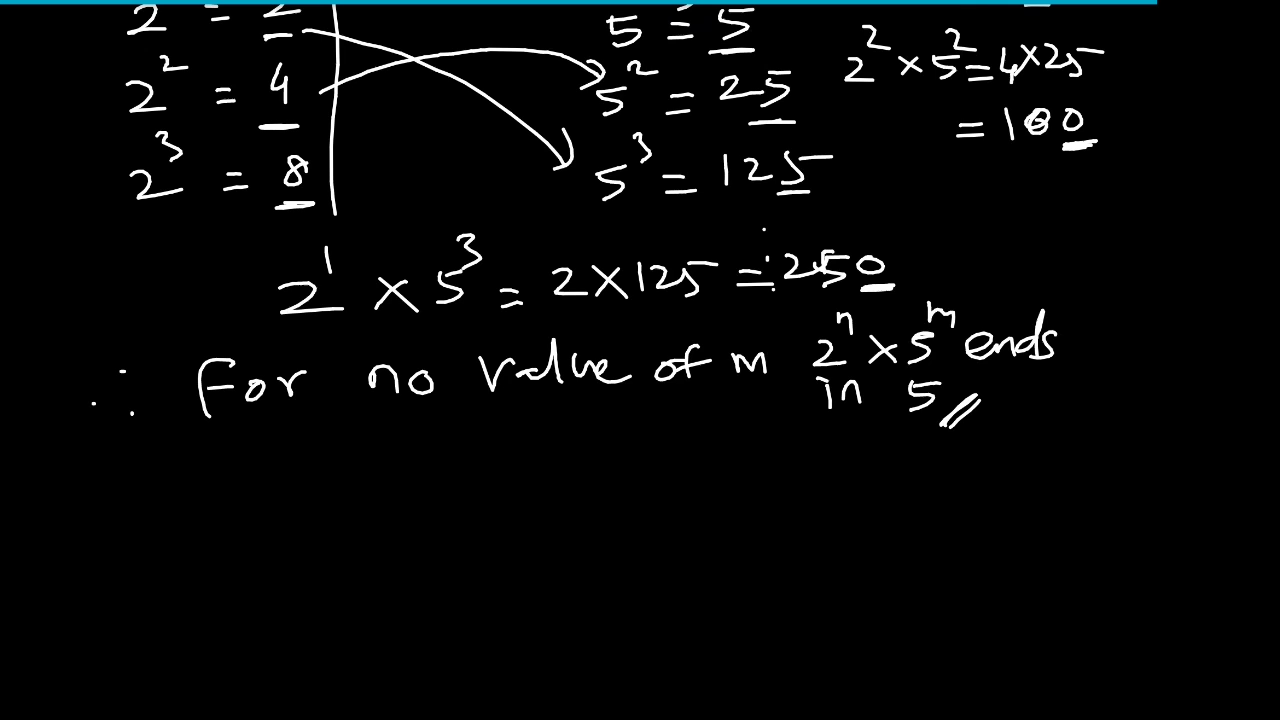 2 = 2
5 = 5
2² = 4
5² = 25
2² × 5² = 4×25
= 100
2³ = 8
5³ = 125
2¹ × 5³ = 2×125 = 250
∴ For no value of m 2ⁿ × 5ᵐ ends
in 5